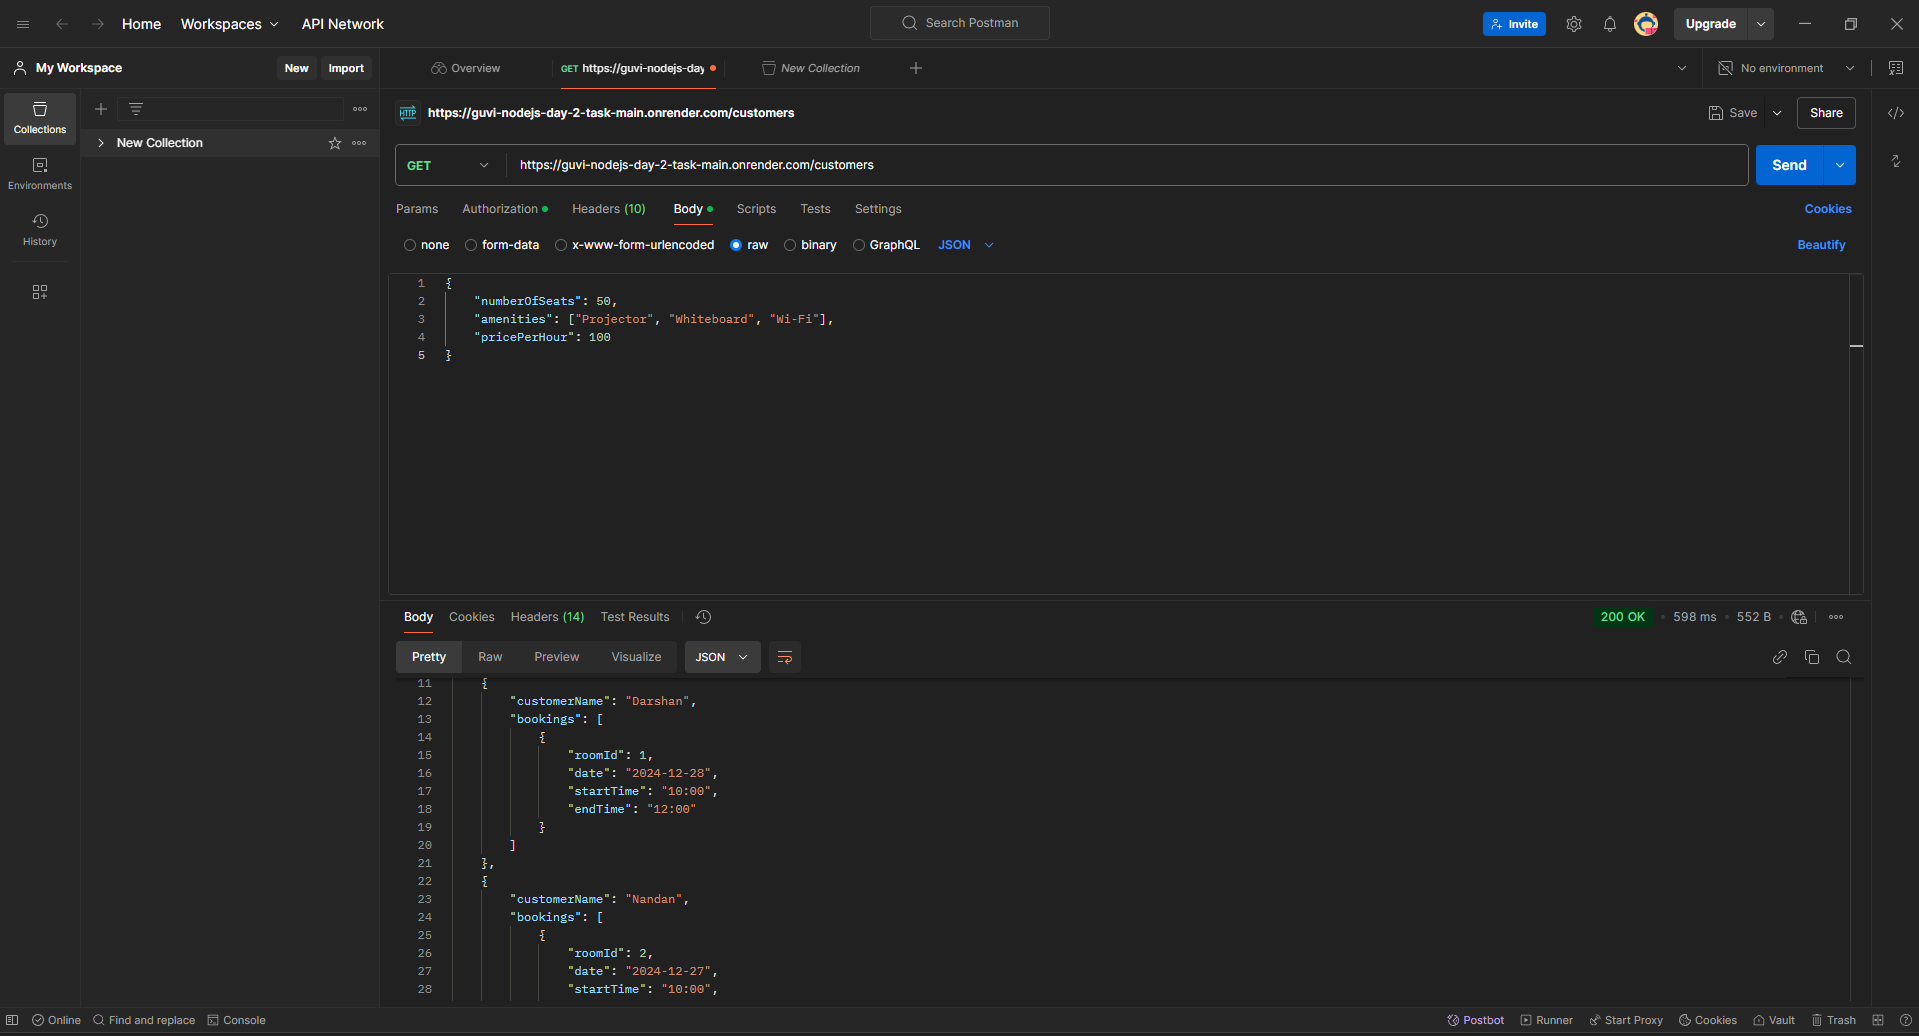 Home Workspaces API Network Search Postman Invite Upgrade
My Workspace New Import Overview GET https://guvi-nodejs-day New Collection No environment
Collections
New Collection
Environments
History
HTTP https://guvi-nodejs-day-2-task-main.onrender.com/customers Save Share
GET https://guvi-nodejs-day-2-task-main.onrender.com/customers Send
Params Authorization Headers (10) Body Scripts Tests Settings Cookies
none form-data x-www-form-urlencoded raw binary GraphQL JSON Beautify
1 {
2 "numberOfSeats": 50,
3 "amenities": ["Projector", "Whiteboard", "Wi-Fi"],
4 "pricePerHour": 100
5 }
Body Cookies Headers (14) Test Results 200 OK 598 ms 552 B
Pretty Raw Preview Visualize JSON
11 {
12 "customerName": "Darshan",
13 "bookings": [
14 {
15 "roomId": 1,
16 "date": "2024-12-28",
17 "startTime": "10:00",
18 "endTime": "12:00"
19 }
20 ]
21 },
22 {
23 "customerName": "Nandan",
24 "bookings": [
25 {
26 "roomId": 2,
27 "date": "2024-12-27",
28 "startTime": "10:00",
Online Find and replace Console Postbot Runner Start Proxy Cookies Vault Trash